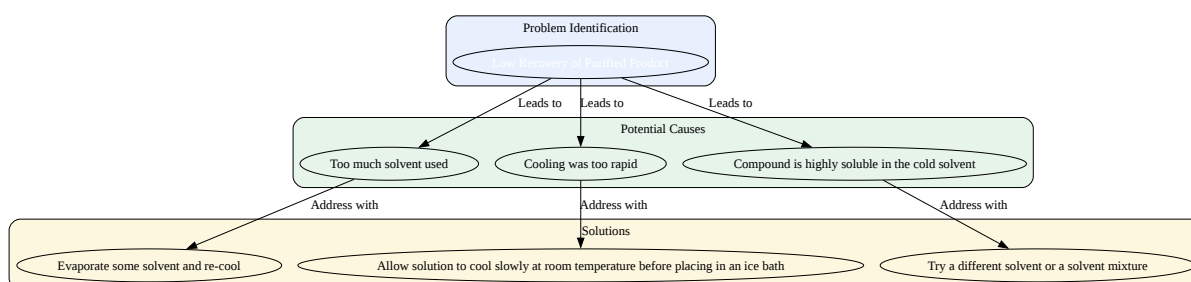 Problem Identification
Low Recovery of Purified Product
Leads to
Leads to
Leads to
Potential Causes
Too much solvent used
Cooling was too rapid
Compound is highly soluble in the cold solvent
Address with
Address with
Address with
Solutions
Evaporate some solvent and re-cool
Allow solution to cool slowly at room temperature before placing in an ice bath
Try a different solvent or a solvent mixture